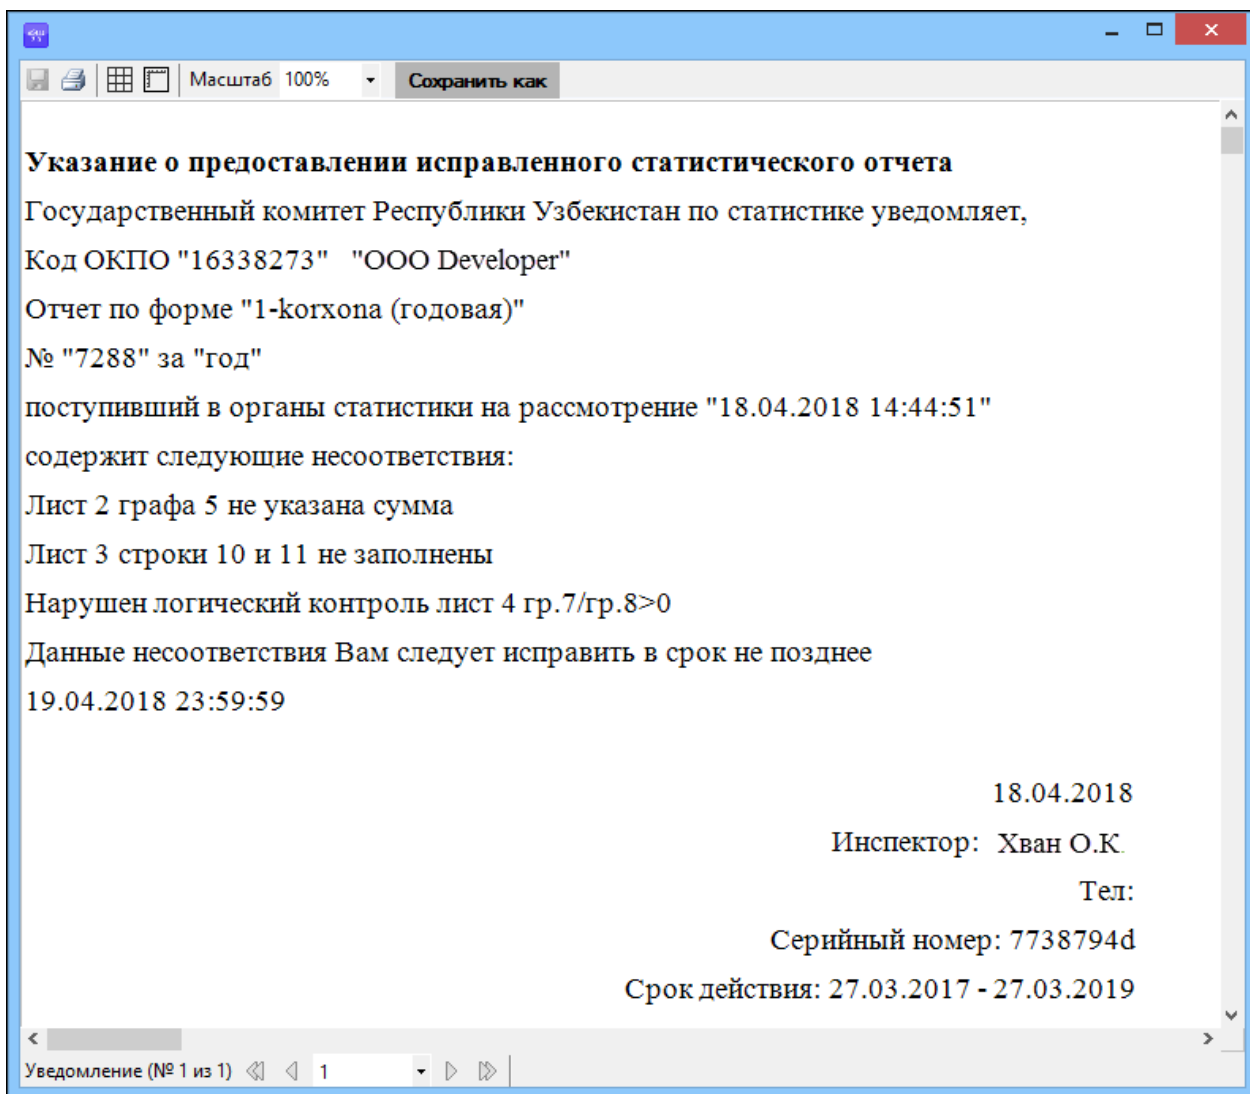 Масштаб 100% Сохранить как
Указание о предоставлении исправленного статистического отчета
Государственный комитет Республики Узбекистан по статистике уведомляет,
Код ОКПО "16338273" "ООО Developer"
Отчет по форме "1-korxona (годовая)"
№ "7288" за "год"
поступивший в органы статистики на рассмотрение "18.04.2018 14:44:51"
содержит следующие несоответствия:
Лист 2 графа 5 не указана сумма
Лист 3 строки 10 и 11 не заполнены
Нарушен логический контроль лист 4 гр.7/гр.8>0
Данные несоответствия Вам следует исправить в срок не позднее
19.04.2018 23:59:59
18.04.2018
Инспектор: Хван О.К.
Тел:
Серийный номер: 7738794d
Срок действия: 27.03.2017 - 27.03.2019
Уведомление (№ 1 из 1) 1